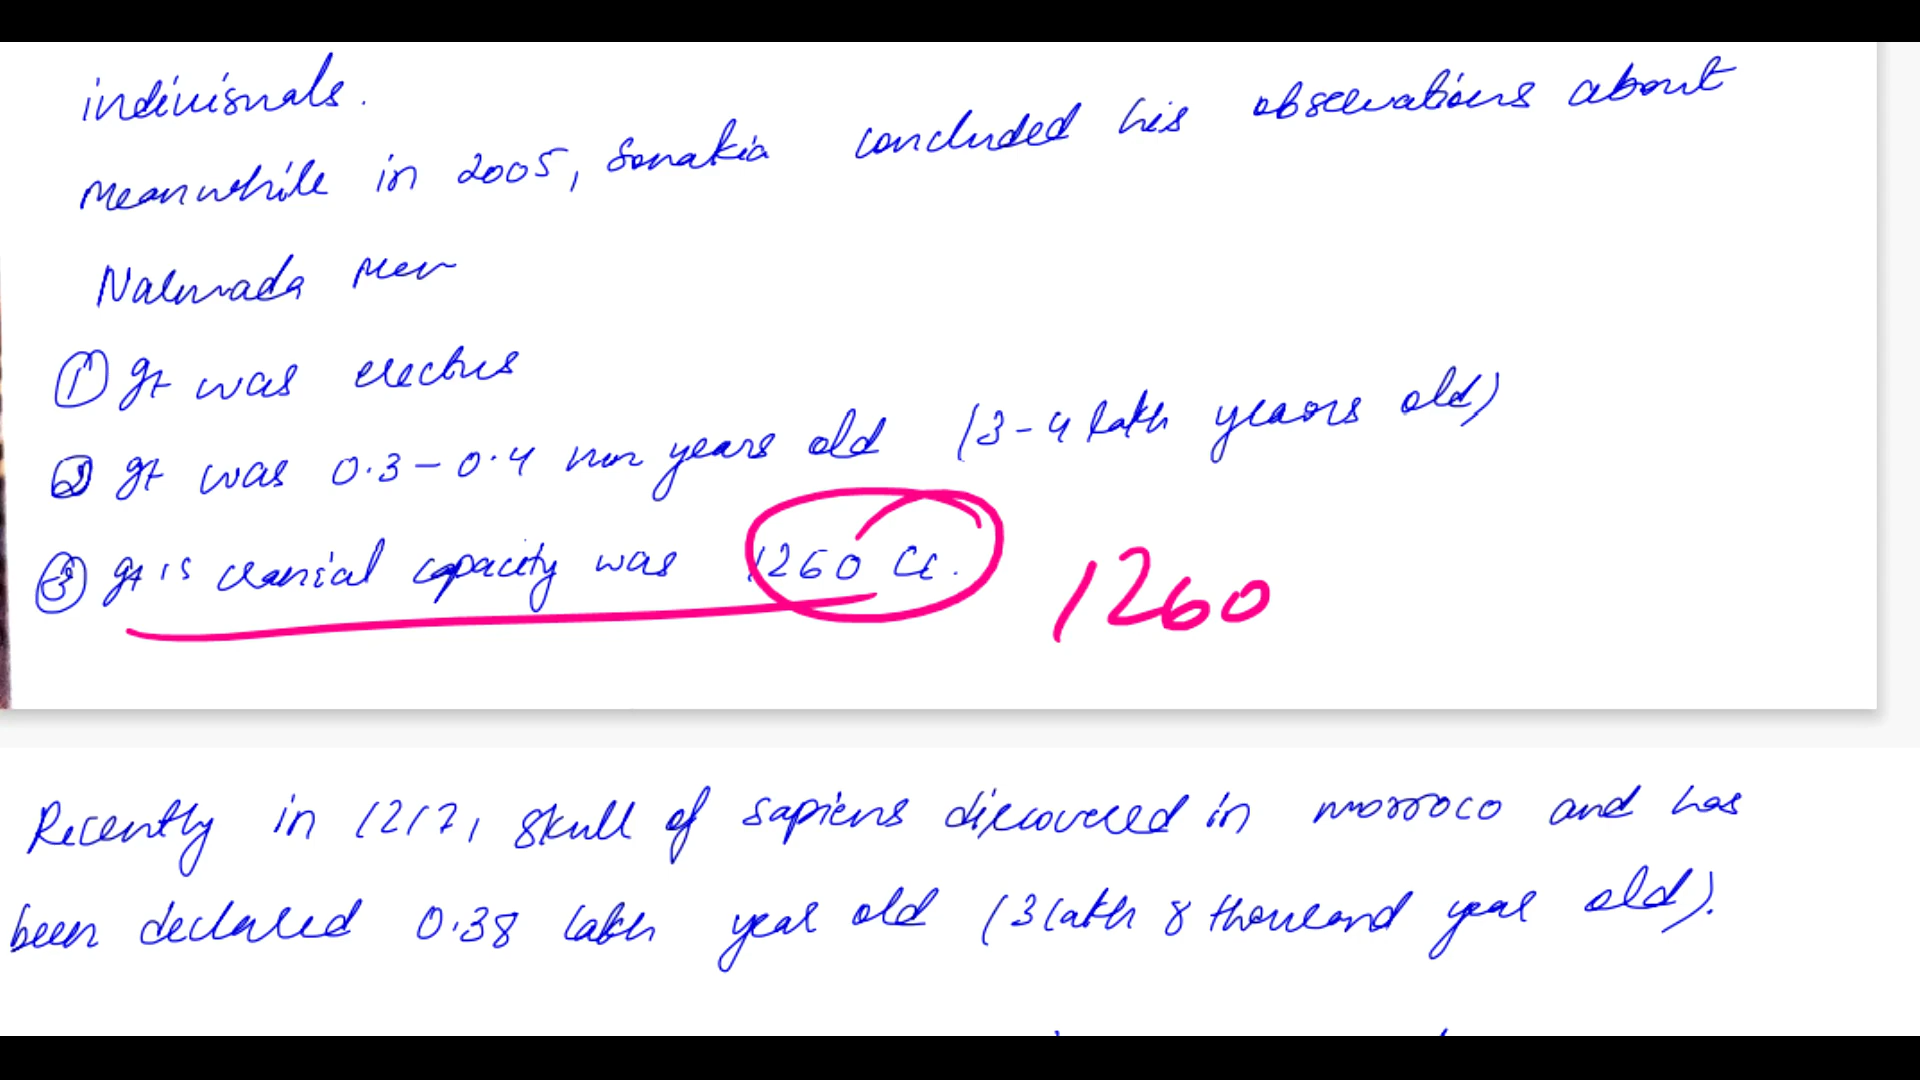 individuals.
Meanwhile in 2005, Sonakia concluded his observations about
Narmada Men
① It was erectus
② It was 0.3-0.4 mn years old (3-4 lakh years old)
③ It is cranial capacity was 1260 CC. 1260
Recently in 1217, skull of sapiens discovered in morroco and has
been declared 0.38 lakh year old (3 lakh 8 thousand year old).